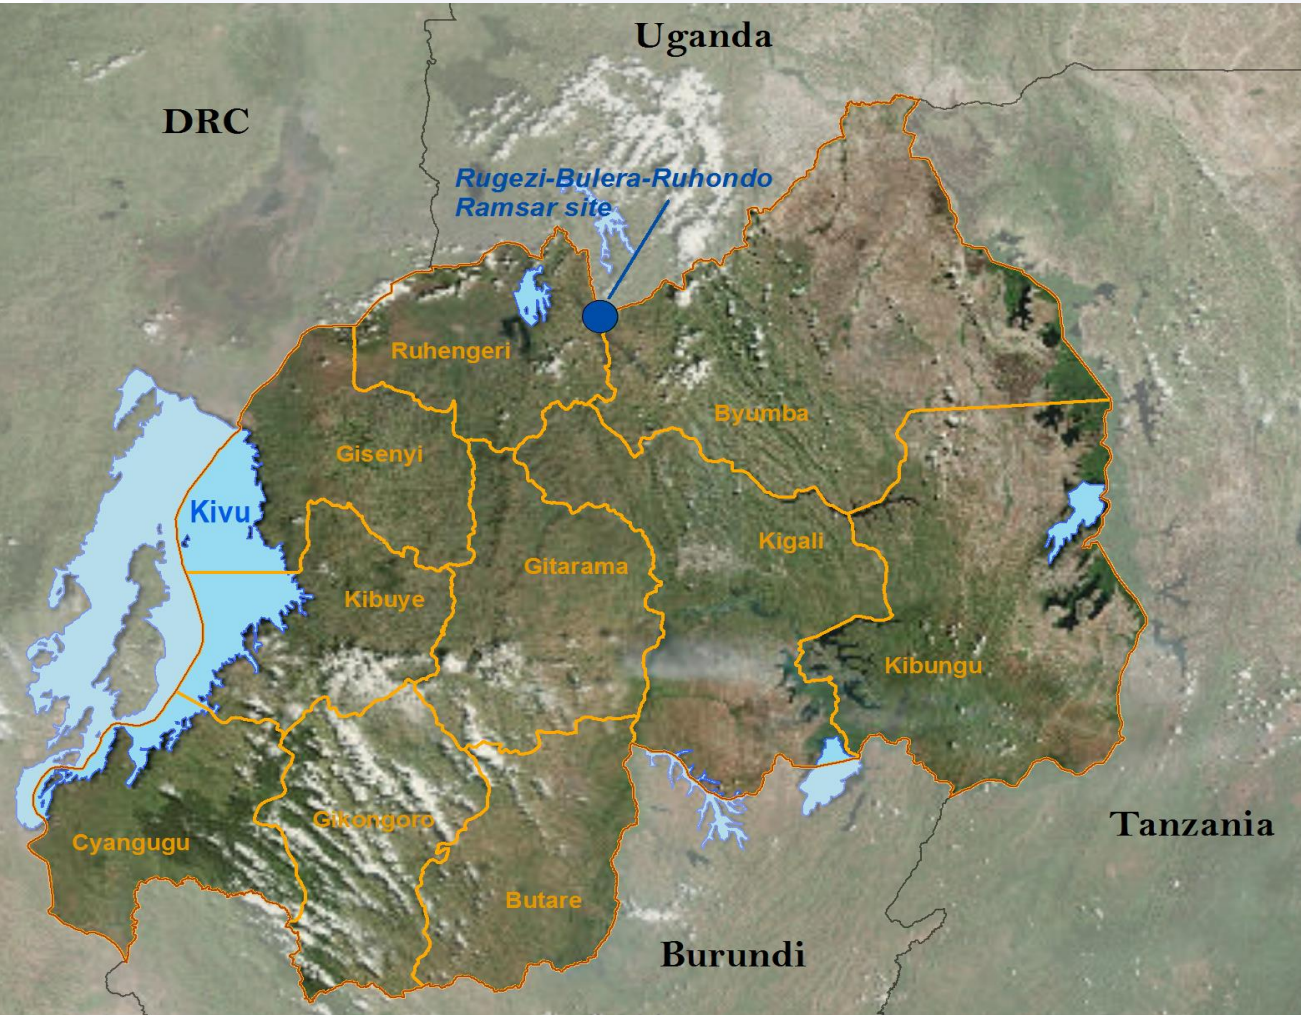 Uganda
DRC
Rugezi-Bulera-Ruhondo
Ramsar site
Ruhengeri
Byumba
Gisenyi
Kivu
Kigali
Gitarama
Kibuye
Kibungu
Gikongoro
Tanzania
Cyangugu
Butare
Burundi